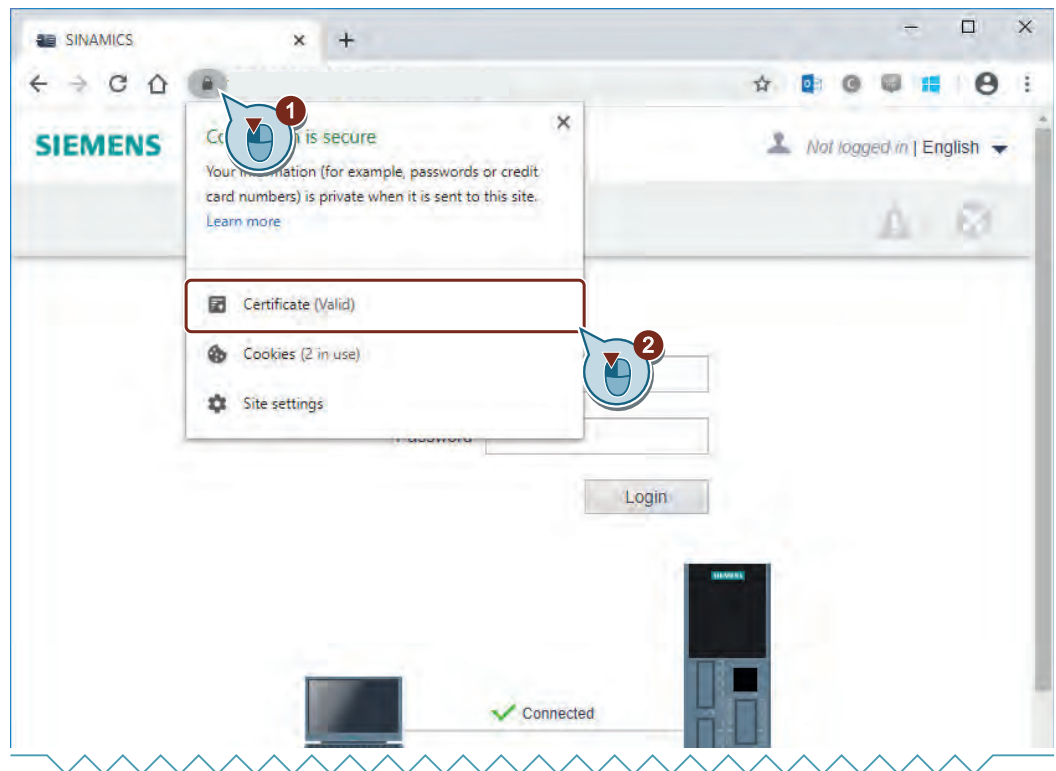 SINAMICS
1
SIEMENS
is secure
Not logged in | English
Your information (for example, passwords or credit
card numbers) is private when it is sent to this site.
Learn more
Certificate (Valid)
2
Cookies (2 in use)
Site settings
Password
Login
SIEMENS
Connected